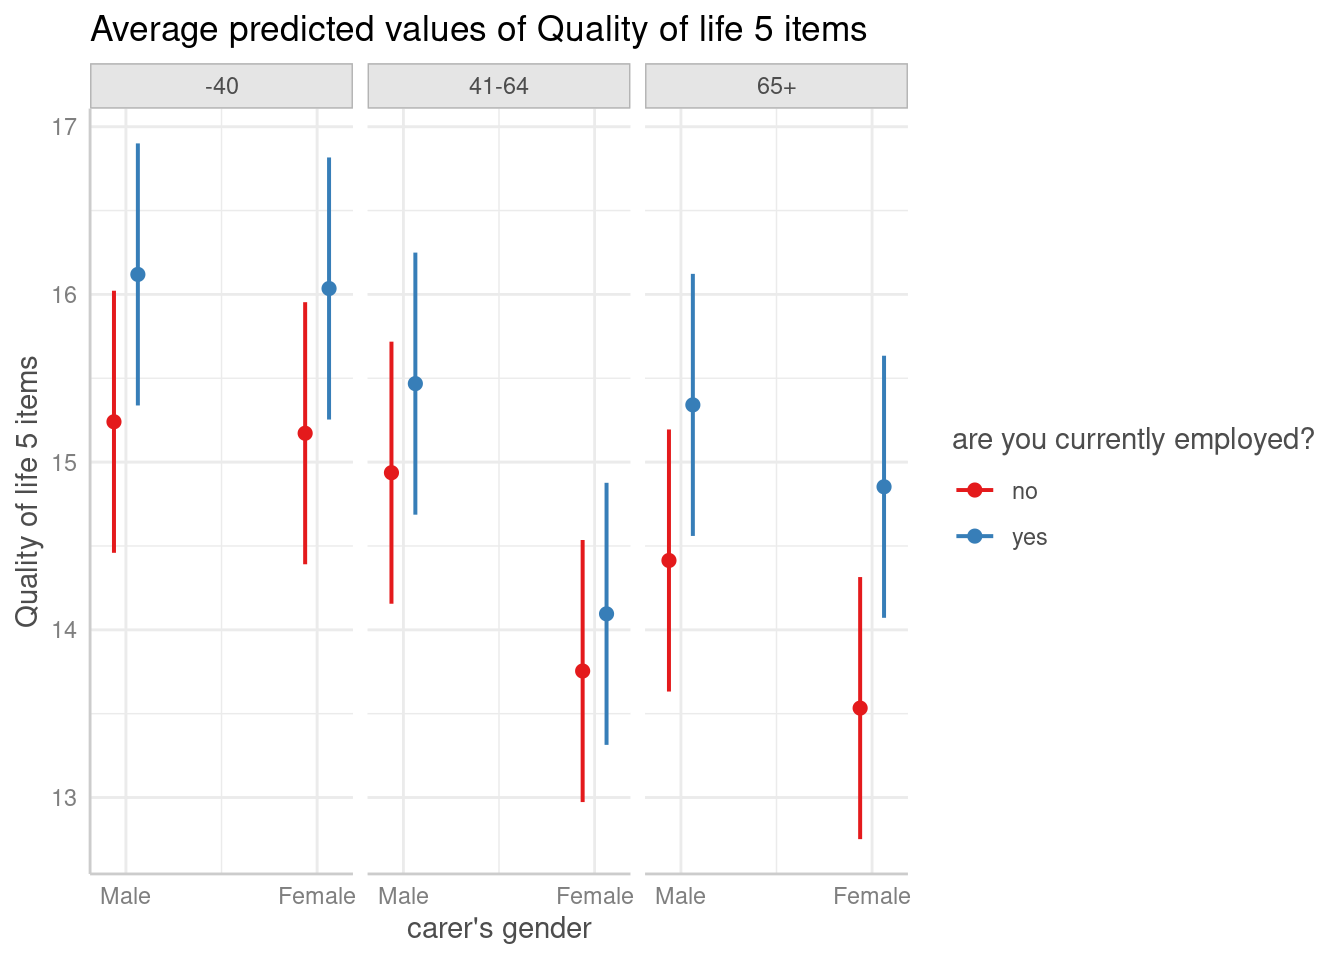 Average predicted values of Quality of life 5 items
-40 41-64 65+
17
16
15
14
13
Quality of life 5 items
Male Female Male Female Male Female
carer's gender
are you currently employed?
no
yes